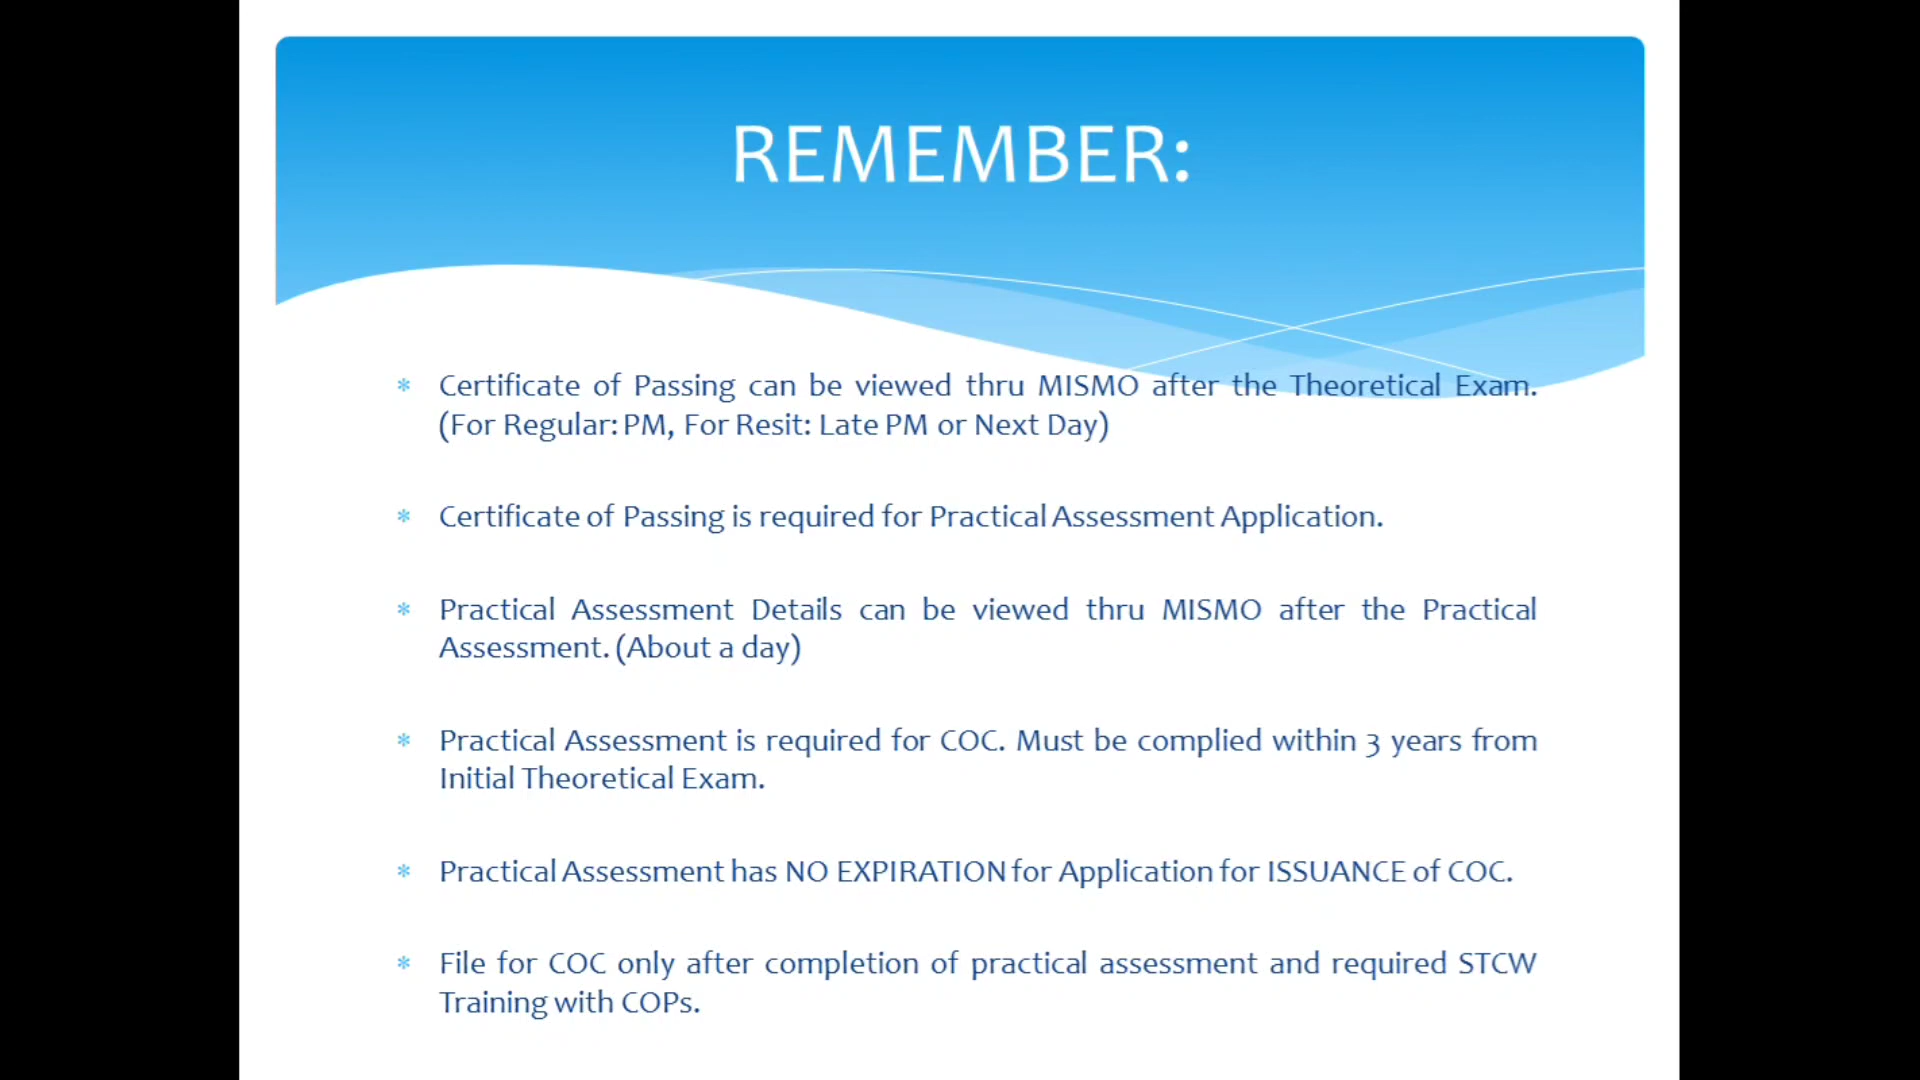 REMEMBER:
* Certificate of Passing can be viewed thru MISMO after the Theoretical Exam.
(For Regular: PM, For Resit: Late PM or Next Day)
* Certificate of Passing is required for Practical Assessment Application.
* Practical Assessment Details can be viewed thru MISMO after the Practical
Assessment. (About a day)
* Practical Assessment is required for COC. Must be complied within 3 years from
Initial Theoretical Exam.
* Practical Assessment has NO EXPIRATION for Application for ISSUANCE of COC.
* File for COC only after completion of practical assessment and required STCW
Training with COPs.